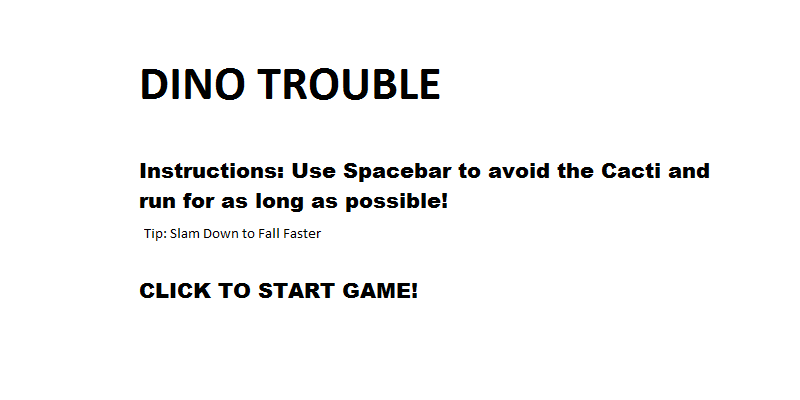 DINO TROUBLE
Instructions: Use Spacebar to avoid the Cacti and
run for as long as possible!
Tip: Slam Down to Fall Faster
CLICK TO START GAME!